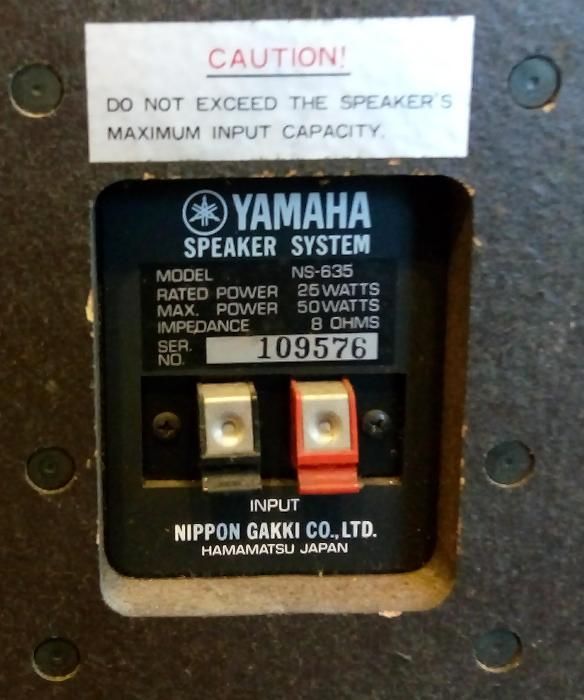 CAUTION!
DO NOT EXCEED THE SPEAKER'S
MAXIMUM INPUT CAPACITY.
YAMAHA
SPEAKER SYSTEM
MODEL NS-635
RATED POWER 25 WATTS
MAX. POWER 50 WATTS
IMPEDANCE 8 OHMS
SER. NO. 109576
INPUT
NIPPON GAKKI CO., LTD.
HAMAMATSU JAPAN